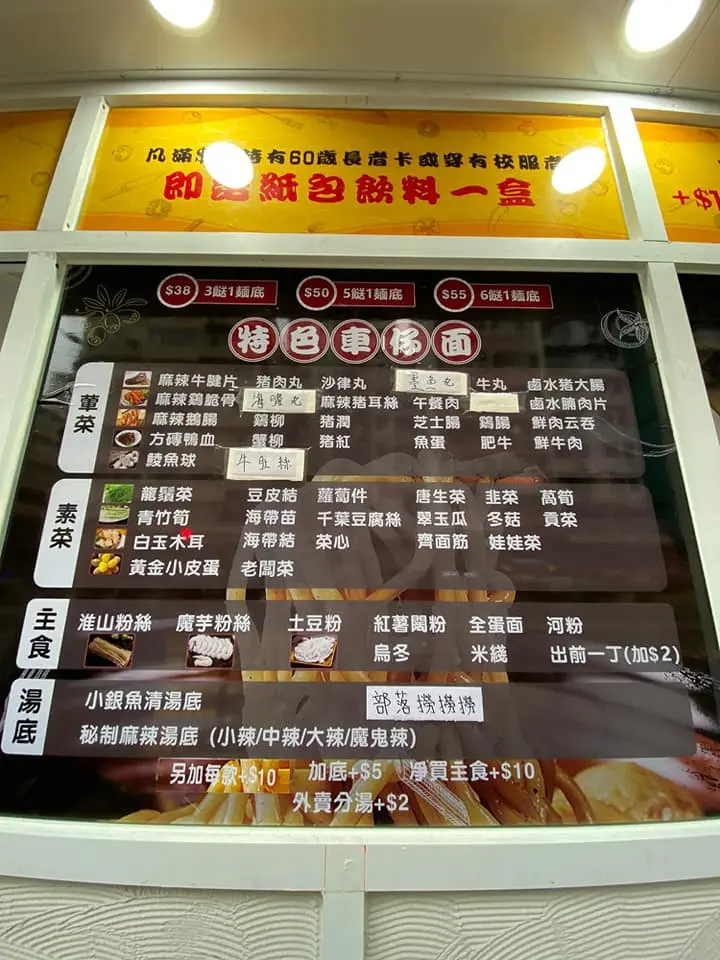 凡滿 有60歲長者卡或穿有校服者
即 紙包飲料一盒
+$1
$38 3餸1麵底 $50 5餸1麵底 $55 6餸1麵底
特色車仔面
葷菜
麻辣牛腱片 猪肉丸 沙律丸 墨魚丸 牛丸 鹵水猪大腸
麻辣鷄脆骨 海膽丸 麻辣猪耳絲 午餐肉 鹵水腩肉片
麻辣鵝腸 鷄柳 猪潤 芝士腸 鷄腸 鮮肉云吞
方磚鴨血 蟹柳 猪紅 魚蛋 肥牛 鮮牛肉
鯪魚球 牛肚絲
素菜
龍鬚菜 豆皮結 蘿蔔件 唐生菜 韭菜 萵筍
青竹筍 海帶苗 千葉豆腐絲 翠玉瓜 冬菇 貢菜
白玉木耳 海帶結 菜心 齊面筋 娃娃菜
黃金小皮蛋 老闆菜
主食
淮山粉絲 魔芋粉絲 土豆粉 紅薯闊粉 全蛋面 河粉
烏冬 米綫 出前一丁(加$2)
湯底
小銀魚清湯底 部落撈撈撈
秘制麻辣湯底 (小辣/中辣/大辣/魔鬼辣)
另加每款+$10 加底+$5 净買主食+$10
外賣分湯+$2